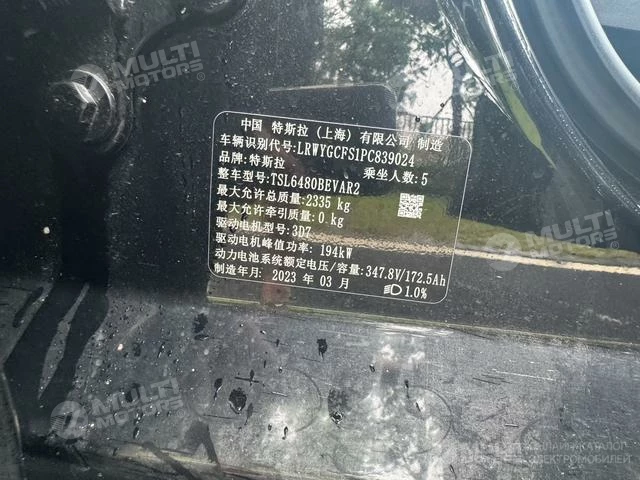 MULTI
MOTORS®
MULTI
MOTORS®
中国 特斯拉（上海）有限公司 制造
车辆识别代号:LRWYGCFS1PC839024
品牌:特斯拉 乘坐人数:5
整车型号:TSL6480BEVAR2
最大允许总质量:2335 kg
最大允许牵引质量:0 kg
驱动电机型号:3D7
驱动电机峰值功率: 194kW
动力电池系统额定电压/容量:347.8V/172.5Ah
制造年月: 2023 年 03 月
1.0%
MULTI
MOTORS
MULTI
MOTORS®
ОНЛАЙН-КАТАЛОГ
ЭЛЕКТРОМОБИЛЕЙ